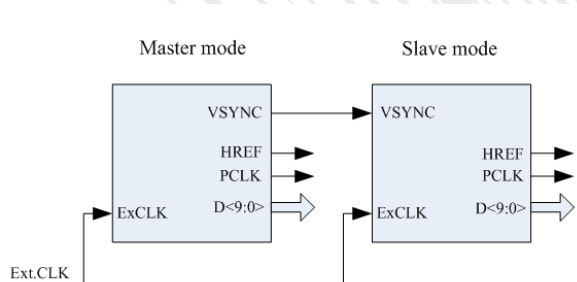 Master mode
Slave mode
VSYNC
HREF
PCLK
D<9:0>
ExCLK
VSYNC
HREF
PCLK
D<9:0>
ExCLK
Ext.CLK